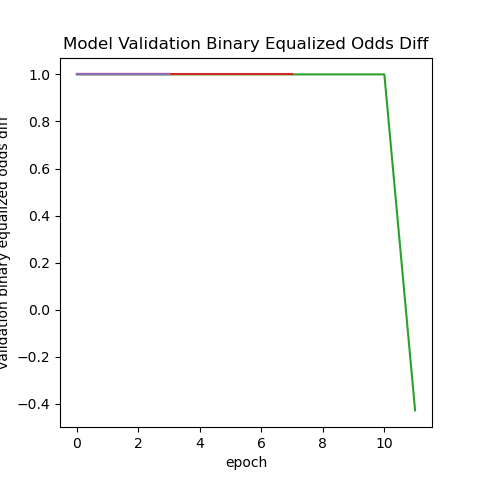 Model Validation Binary Equalized Odds Diff
validation binary equalized odds diff
1.0
0.8
0.6
0.4
0.2
0.0
−0.2
−0.4
0 2 4 6 8 10
epoch